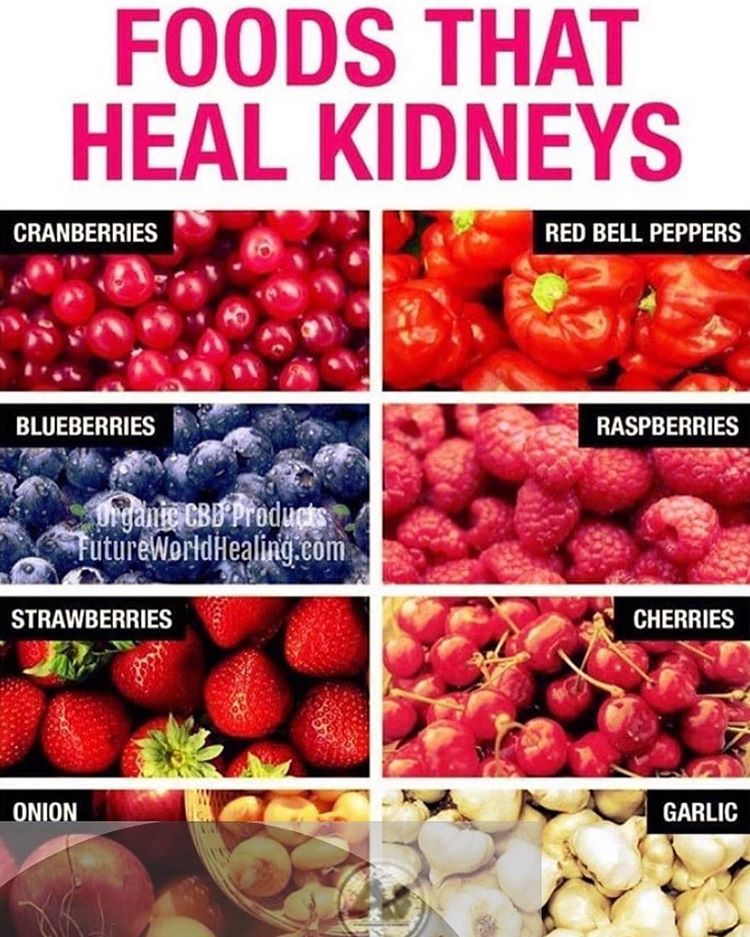 FOODS THAT
HEAL KIDNEYS
CRANBERRIES
RED BELL PEPPERS
BLUEBERRIES
RASPBERRIES
Organic CBD Products
FutureWorldHealing.com
STRAWBERRIES
CHERRIES
ONION
GARLIC